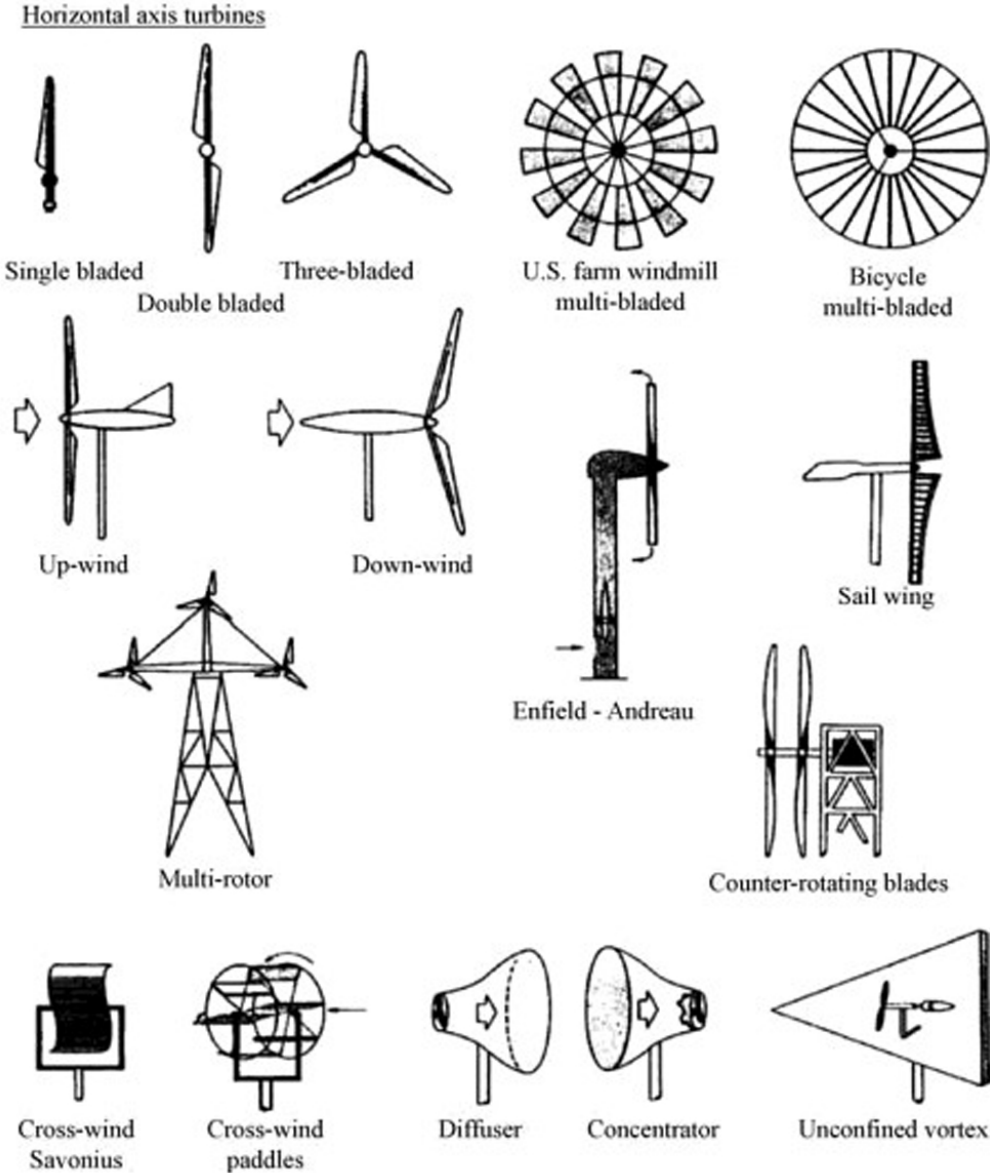 Horizontal axis turbines
Single bladed
Double bladed
Three-bladed
U.S. farm windmill
multi-bladed
Bicycle
multi-bladed
Up-wind
Down-wind
Enfield - Andreau
Sail wing
Multi-rotor
Counter-rotating blades
Cross-wind
Savonius
Cross-wind
paddles
Diffuser
Concentrator
Unconfined vortex